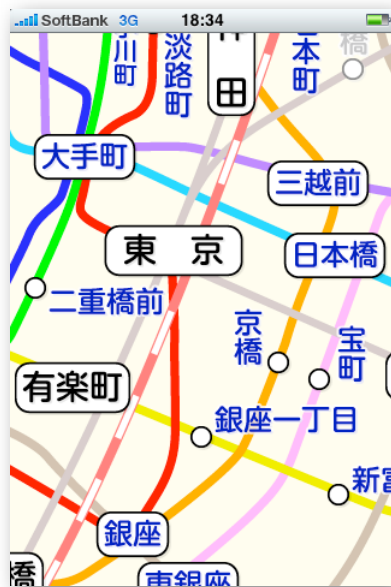 SoftBank 3G 18:34
川町
淡路町
田
本町
橋
大手町
三越前
東京
日本橋
二重橋前
京橋
宝町
有楽町
銀座一丁目
新富
銀座
橋
東銀座